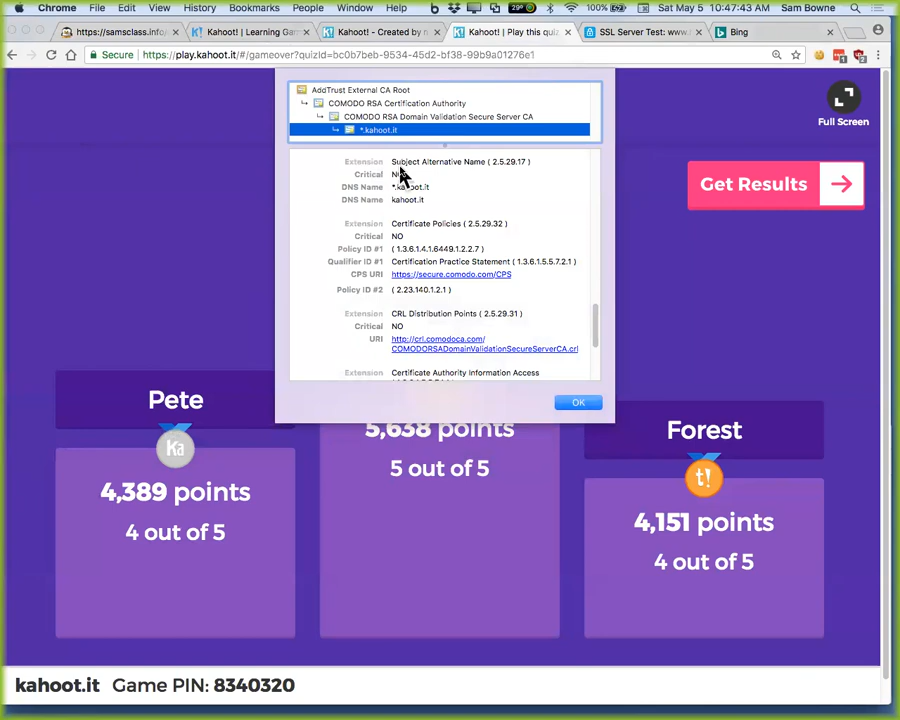 Chrome File Edit View History Bookmarks People Window Help 29° 100% Sat May 5 10:47:43 AM Sam Bowne
https://samsclass.info/ Kahoot! | Learning Gam Kahoot! - Created by n Kahoot! | Play this quiz SSL Server Test: www. Bing
Secure | https://play.kahoot.it/#/gameover?quizId=bc0b7beb-9534-45d2-bf38-99b9a01276e1
AddTrust External CA Root
COMODO RSA Certification Authority
COMODO RSA Domain Validation Secure Server CA
*.kahoot.it
Full Screen
Extension Subject Alternative Name ( 2.5.29.17 )
Critical
DNS Name
DNS Name kahoot.it
Get Results
Extension Certificate Policies ( 2.5.29.32 )
Critical NO
Policy ID #1 ( 1.3.6.1.4.1.6449.1.2.2.7 )
Qualifier ID #1 Certification Practice Statement ( 1.3.6.1.5.5.7.2.1 )
CPS URI https://secure.comodo.com/CPS
Policy ID #2 ( 2.23.140.1.2.1 )
Extension CRL Distribution Points ( 2.5.29.31 )
Critical NO
URI http://crl.comodoca.com/
COMODORSADomainValidationSecureServerCA.crl
Extension Certificate Authority Information Access
OK
Pete
Ka
4,389 points
4 out of 5
5,638 points
5 out of 5
Forest
t!
4,151 points
4 out of 5
kahoot.it Game PIN: 8340320